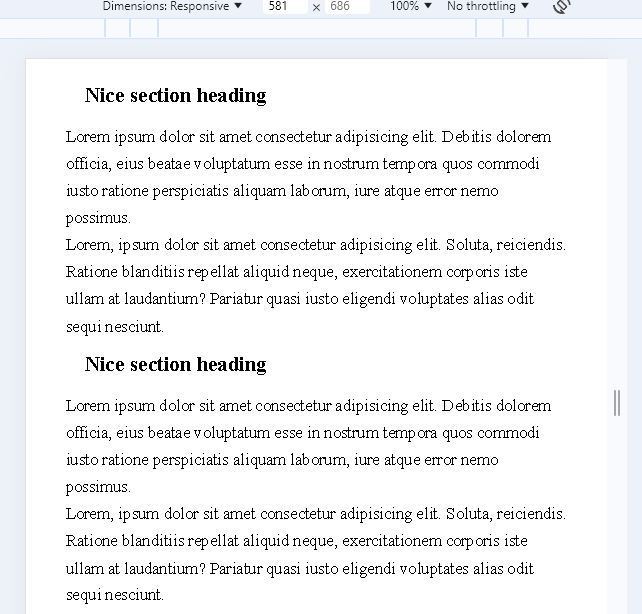 Dimensions: Responsive ▼ 581 × 686 100% ▼ No throttling ▼
Nice section heading
Lorem ipsum dolor sit amet consectetur adipisicing elit. Debitis dolorem
officia, eius beatae voluptatum esse in nostrum tempora quos commodi
iusto ratione perspiciatis aliquam laborum, iure atque error nemo
possimus.
Lorem, ipsum dolor sit amet consectetur adipisicing elit. Soluta, reiciendis.
Ratione blanditiis repellat aliquid neque, exercitationem corporis iste
ullam at laudantium? Pariatur quasi iusto eligendi voluptates alias odit
sequi nesciunt.
Nice section heading
Lorem ipsum dolor sit amet consectetur adipisicing elit. Debitis dolorem
officia, eius beatae voluptatum esse in nostrum tempora quos commodi
iusto ratione perspiciatis aliquam laborum, iure atque error nemo
possimus.
Lorem, ipsum dolor sit amet consectetur adipisicing elit. Soluta, reiciendis.
Ratione blanditiis repellat aliquid neque, exercitationem corporis iste
ullam at laudantium? Pariatur quasi iusto eligendi voluptates alias odit
sequi nesciunt.